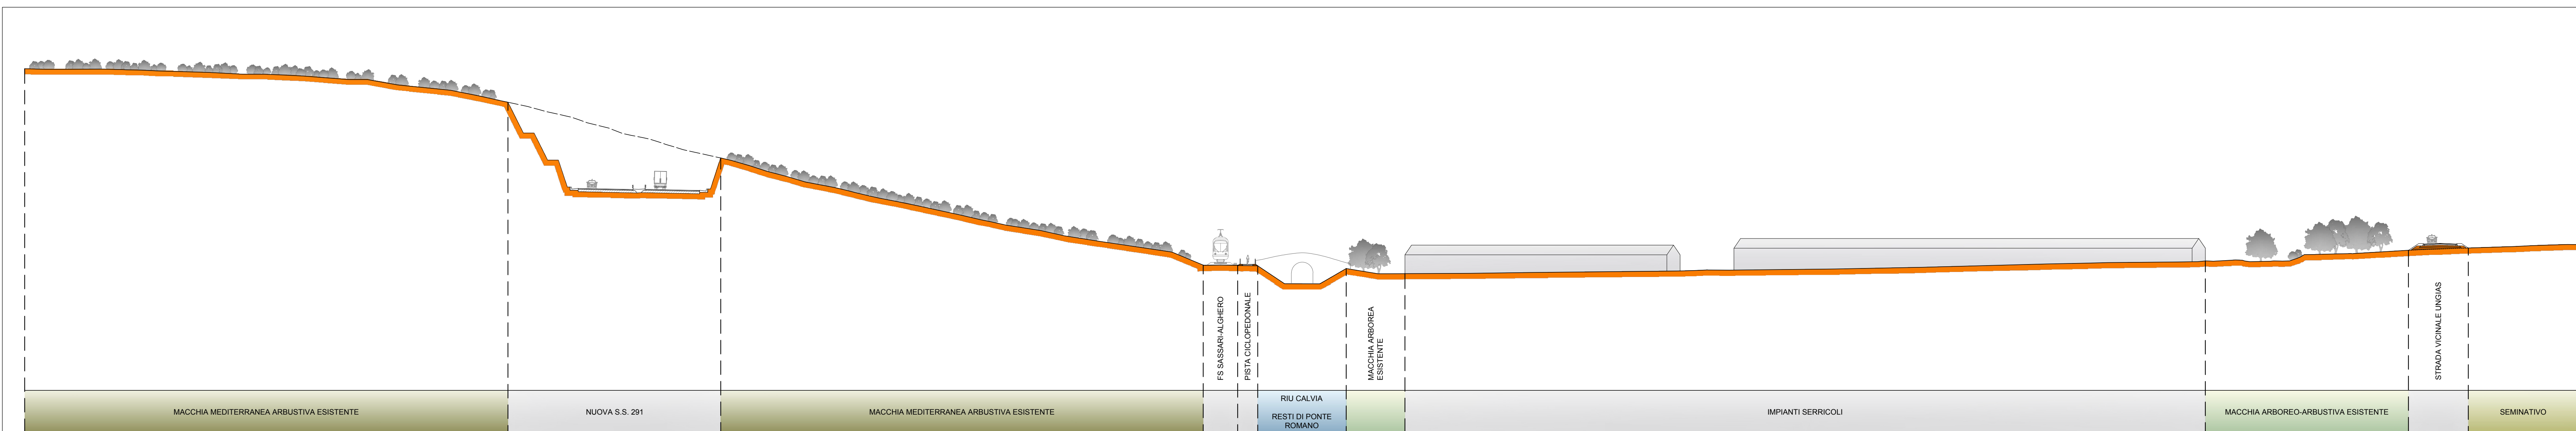 MACCHIA MEDITERRANEA ARBUSTIVA ESISTENTE
NUOVA S.S. 291
MACCHIA MEDITERRANEA ARBUSTIVA ESISTENTE
FS SASSARI-ALGHERO
PISTA CICLOPEDONALE
RIU CALVIA
RESTI DI PONTE
ROMANO
MACCHIA ARBOREA
ESISTENTE
IMPIANTI SERRICOLI
MACCHIA ARBOREO-ARBUSTIVA ESISTENTE
STRADA VICINALE UNGIAS
SEMINATIVO